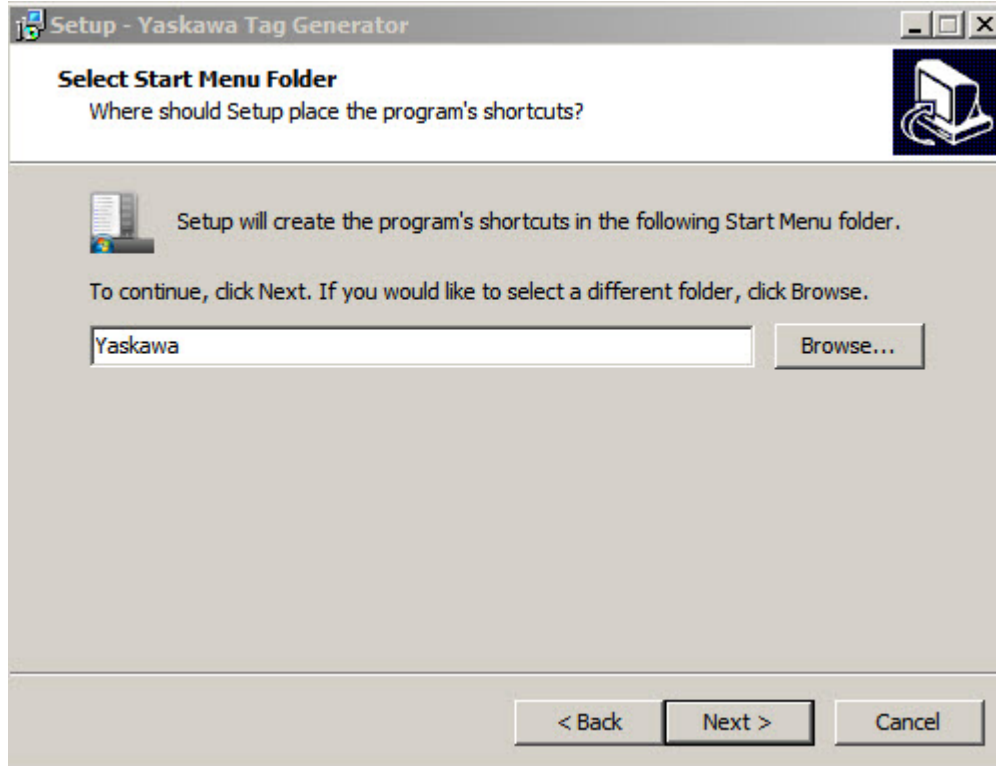 Setup - Yaskawa Tag Generator
Select Start Menu Folder
Where should Setup place the program's shortcuts?
Setup will create the program's shortcuts in the following Start Menu folder.
To continue, click Next. If you would like to select a different folder, click Browse.
Yaskawa
Browse...
< Back
Next >
Cancel